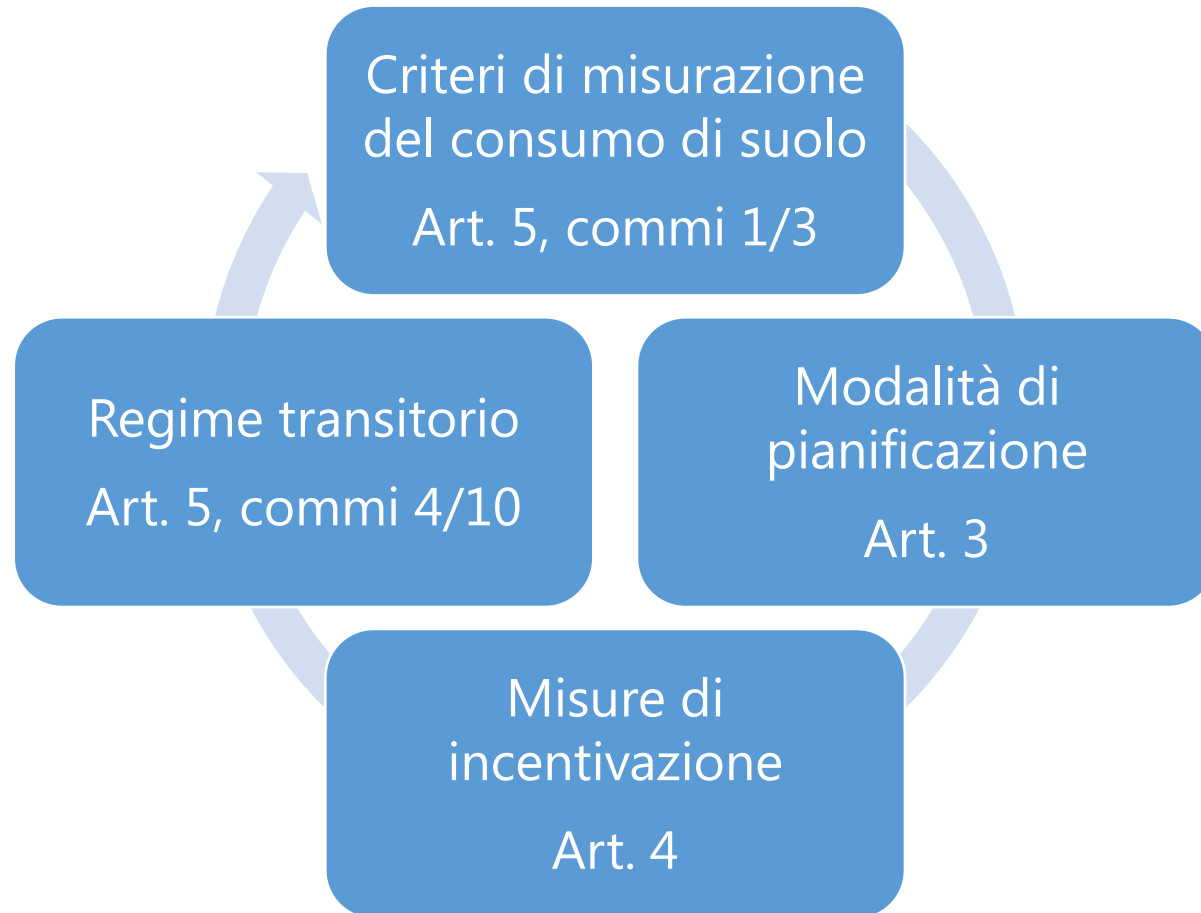 Criteri di misurazione
del consumo di suolo
Art. 5, commi 1/3
Modalità di
pianificazione
Art. 3
Misure di
incentivazione
Art. 4
Regime transitorio
Art. 5, commi 4/10